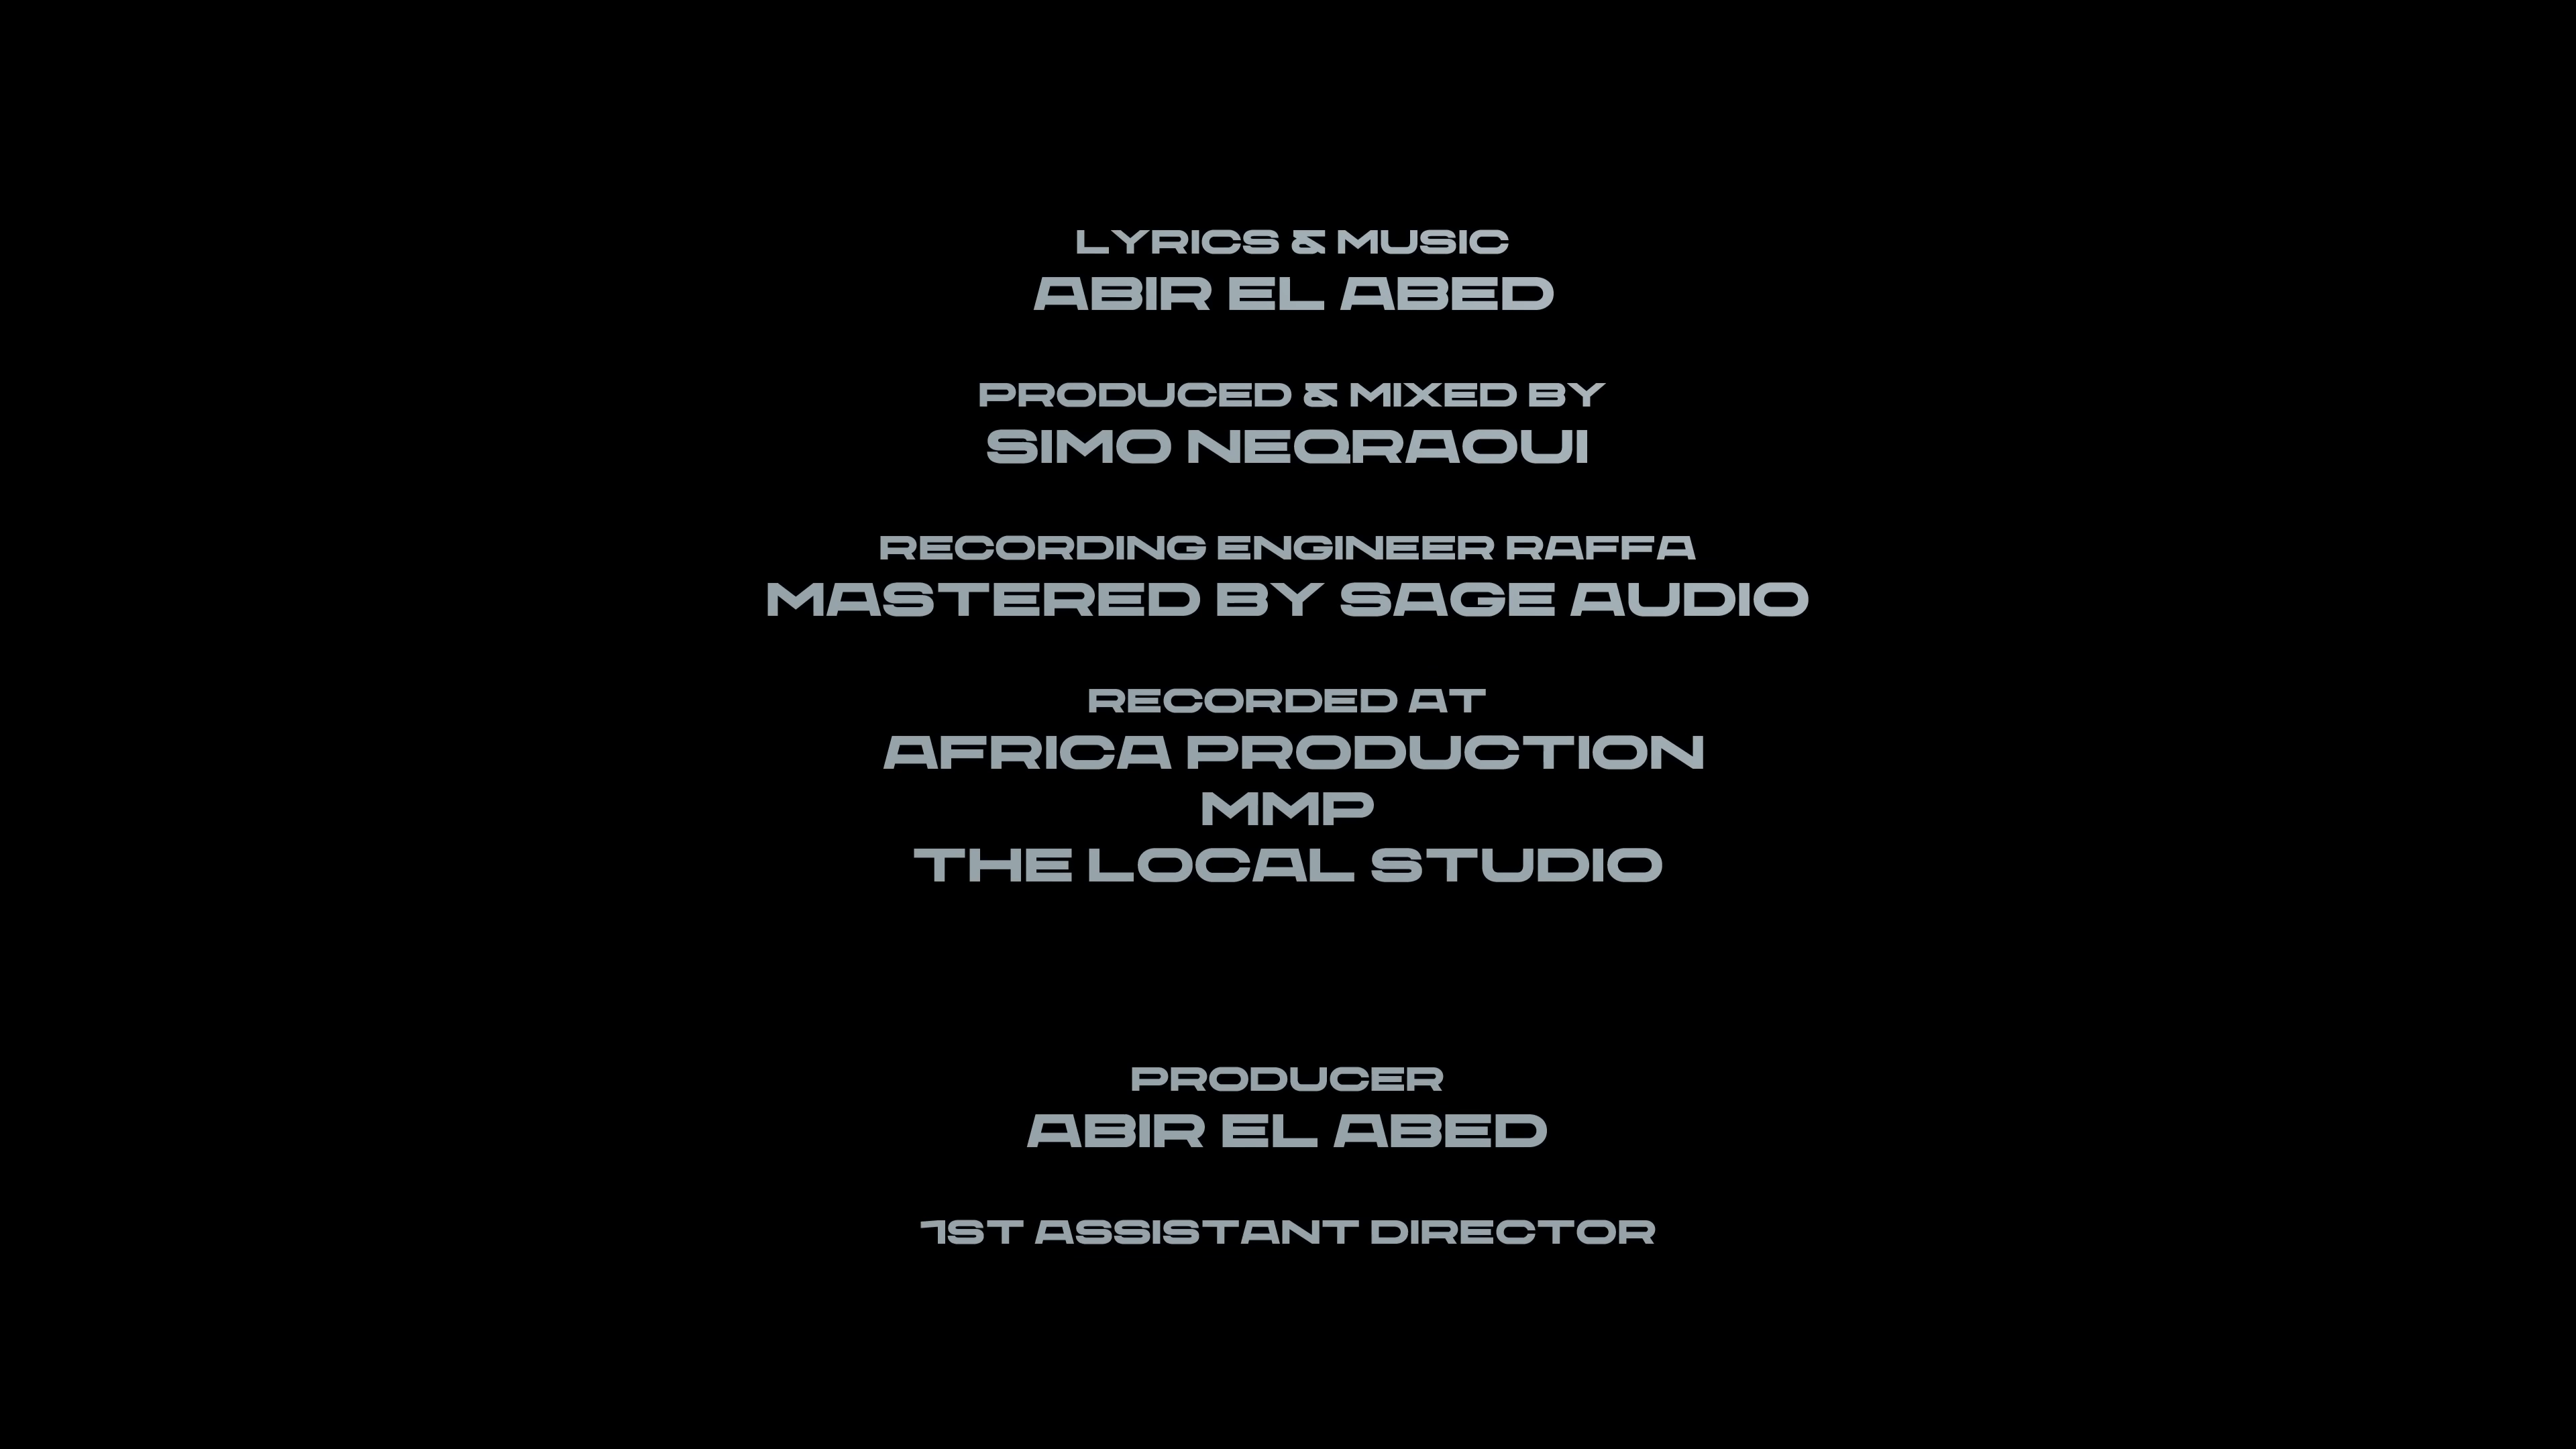 LYRICS & MUSIC
ABIR EL ABED
PRODUCED & MIXED BY
SIMO NEQRAOUI
RECORDING ENGINEER RAFFA
MASTERED BY SAGE AUDIO
RECORDED AT
AFRICA PRODUCTION
MMP
THE LOCAL STUDIO
PRODUCER
ABIR EL ABED
1ST ASSISTANT DIRECTOR